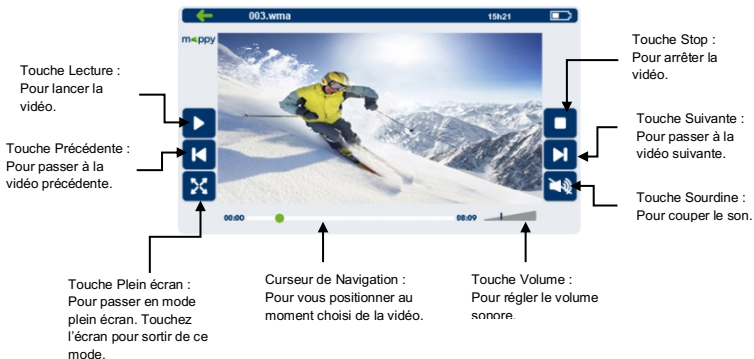 003.wma
15h21
mappy
Touche Lecture :
Pour lancer la
vidéo.
Touche Précédente :
Pour passer à la
vidéo précédente.
Touche Stop :
Pour arrêter la
vidéo.
Touche Suivante :
Pour passer à la
vidéo suivante.
Touche Sourdine :
Pour couper le son.
00:00
08:09
Touche Plein écran :
Pour passer en mode
plein écran. Touchez
l’écran pour sortir de ce
mode.
Curseur de Navigation :
Pour vous positionner au
moment choisi de la vidéo.
Touche Volume :
Pour régler le volume
sonore.